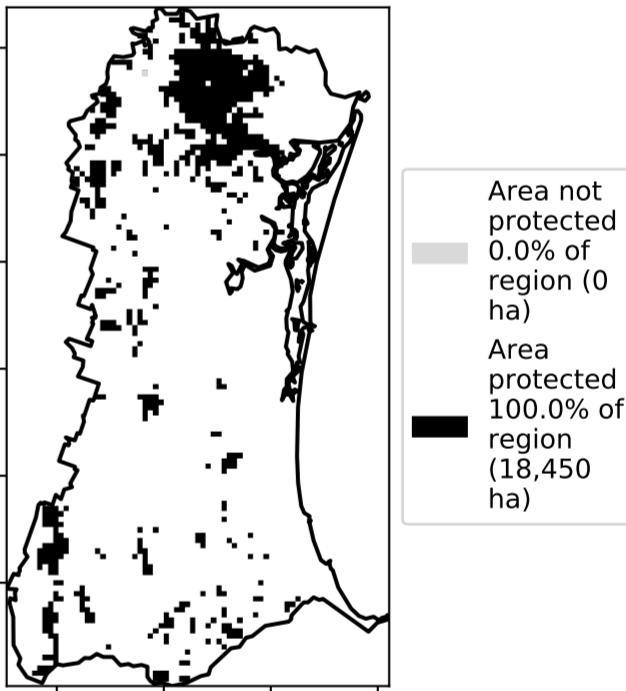 Area not
protected
0.0% of
region (0
ha)
Area
protected
100.0% of
region
(18,450
ha)